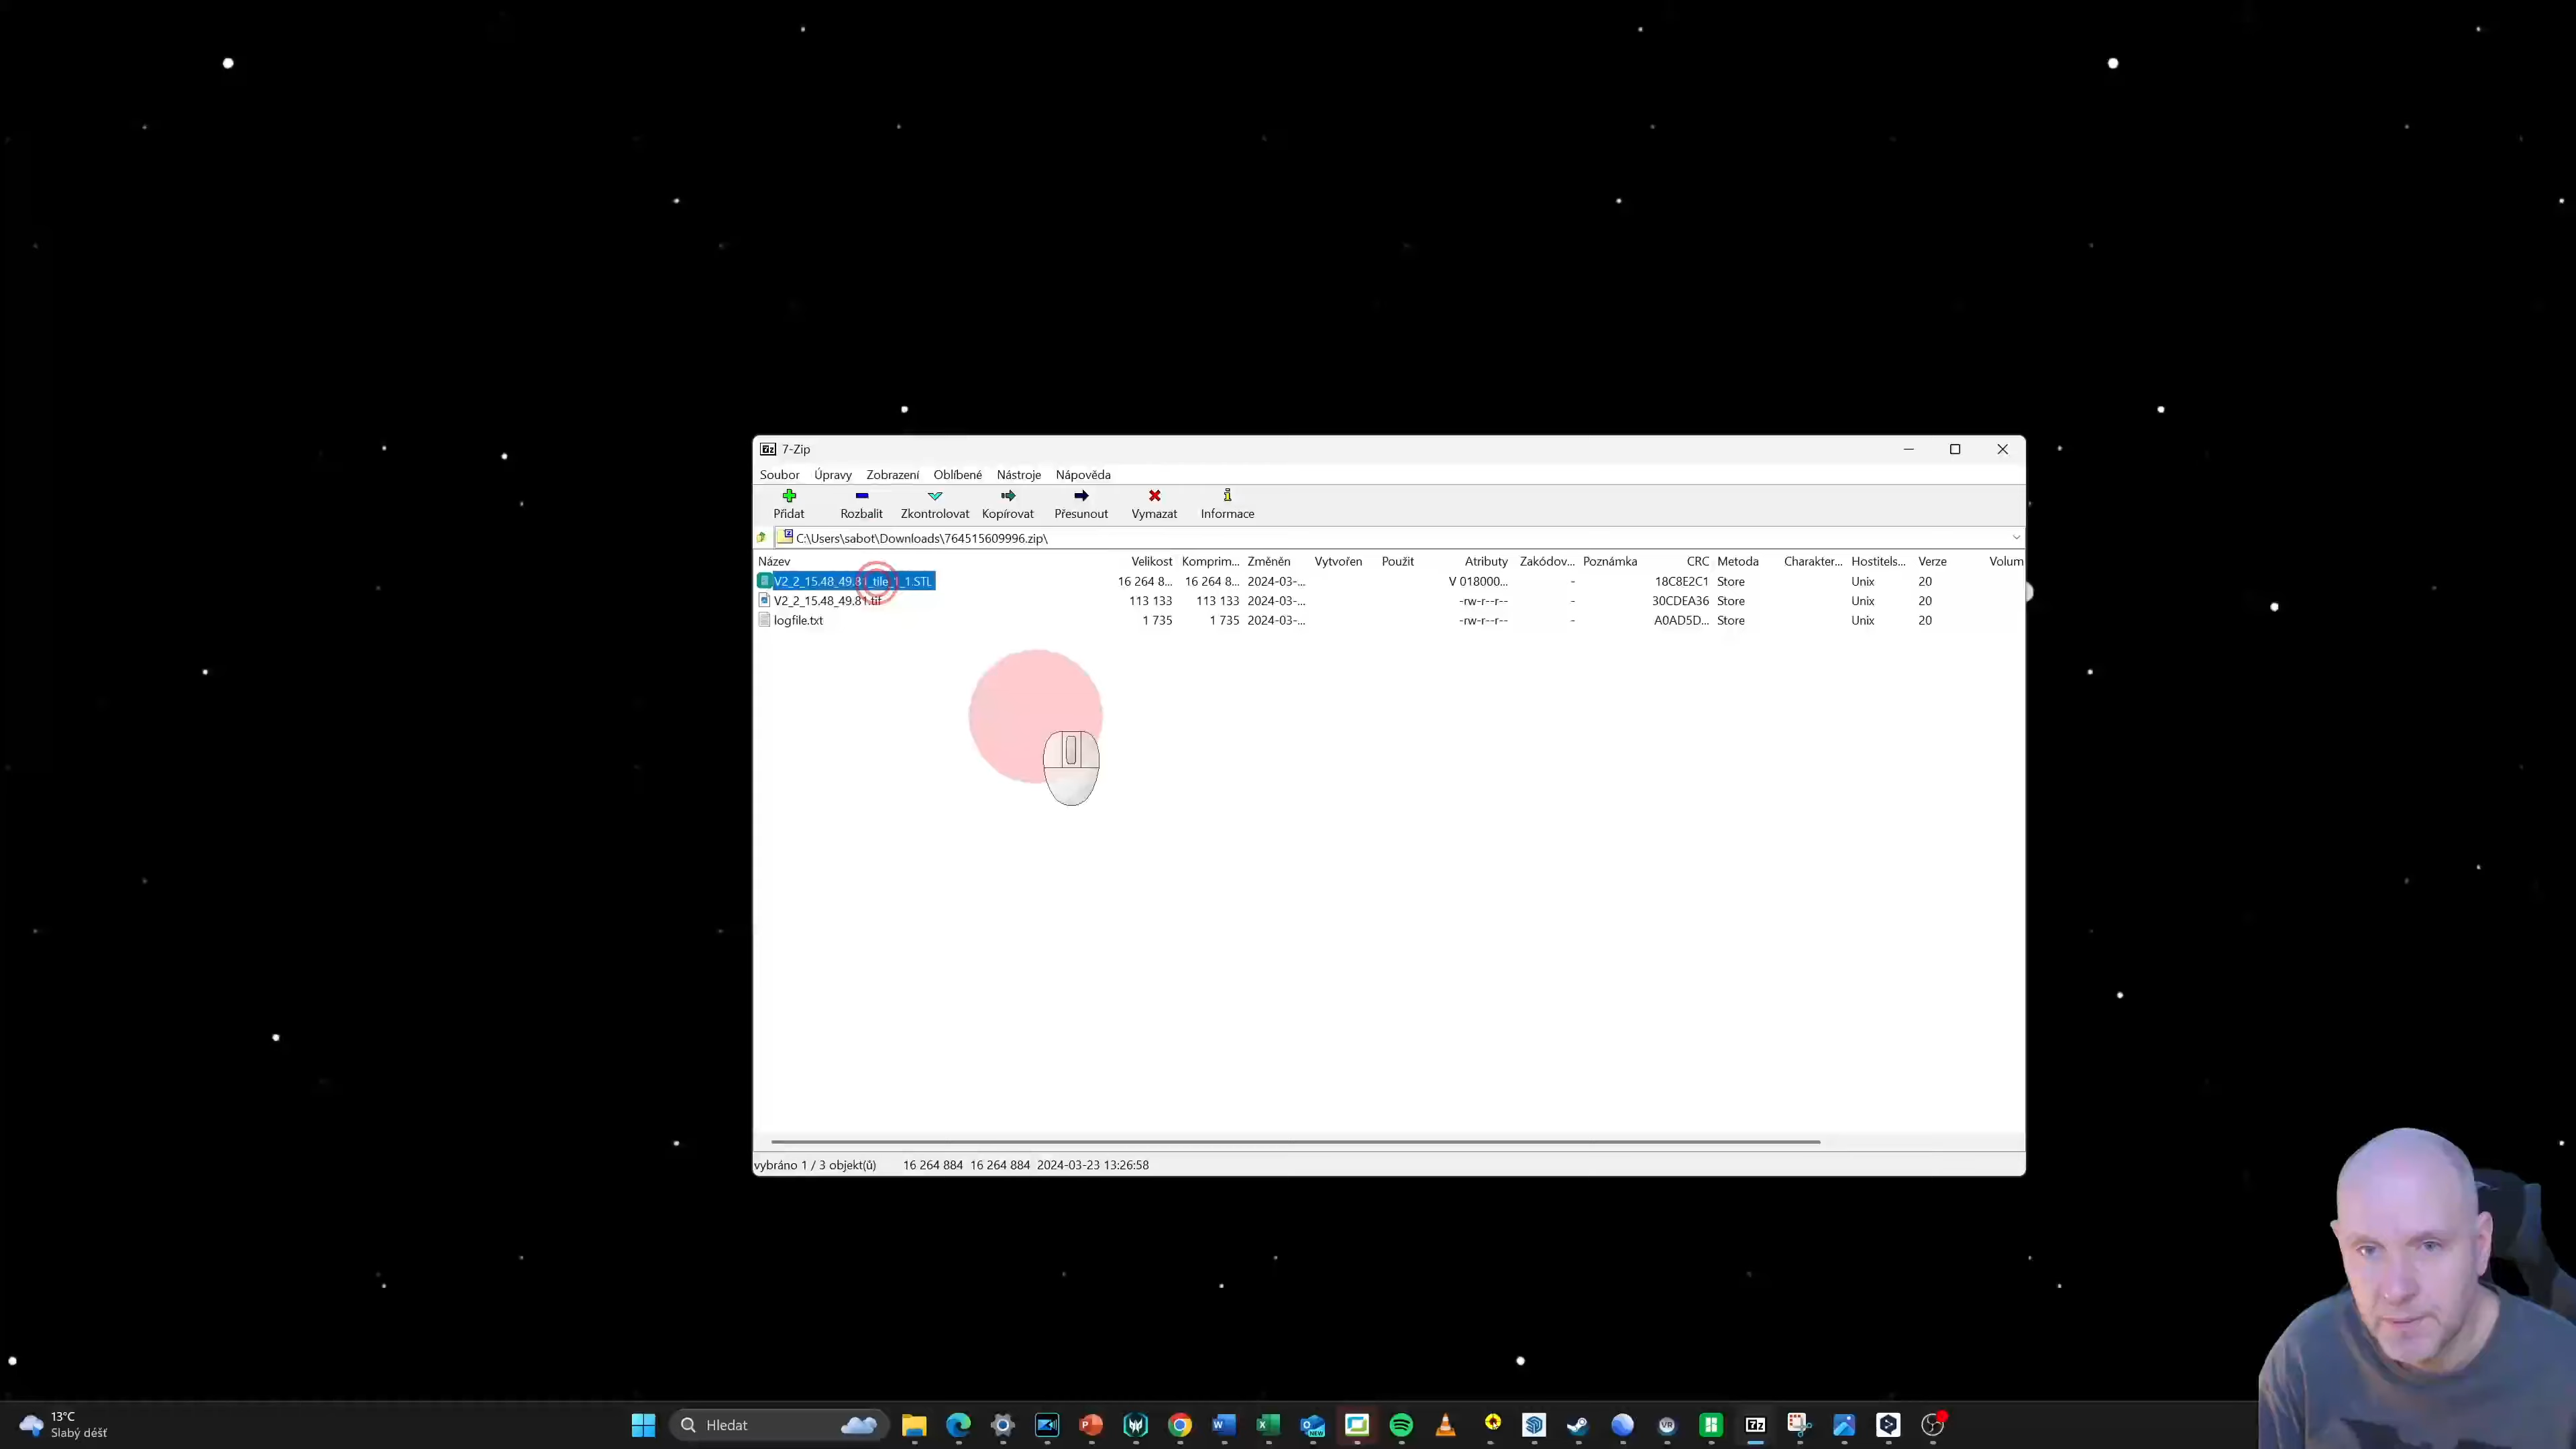 7-Zip
Soubor Úpravy Zobrazení Oblíbené Nástroje Nápověda
Přidat Rozbalit Zkontrolovat Kopírovat Přesunout Vymazat Informace
C:\Users\sabot\Downloads\764515609996.zip\
Název Velikost Komprim... Změněn Vytvořen Použit Atributy Zakódov... Poznámka CRC Metoda Charakter... Hostitels... Verze Volum
V2_2_15.48_49.81_tile_1_1.STL 16 264 8... 16 264 8... 2024-03-... V 018000... - 18C8E2C1 Store Unix 20
V2_2_15.48_49.81.tif 113 133 113 133 2024-03-... -rw-r--r-- - 30CDEA36 Store Unix 20
logfile.txt 1 735 1 735 2024-03-... -rw-r--r-- - A0AD5D... Store Unix 20
vybráno 1 / 3 objekt(ů) 16 264 884 16 264 884 2024-03-23 13:26:58
13°C
Slabý déšť
Hledat